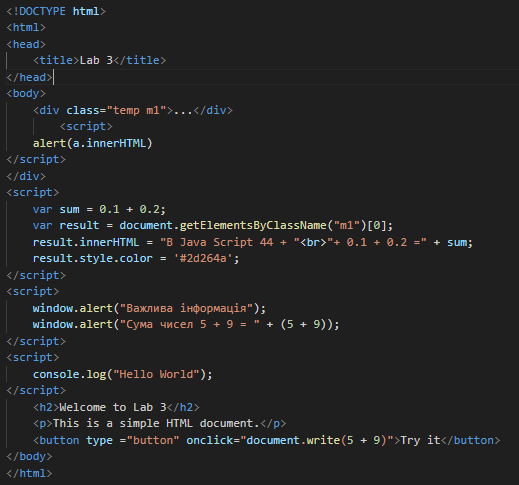 <!DOCTYPE html>
<html>
<head>
    <title>Lab 3</title>
</head>
<body>
    <div class="temp m1">...</div>
        <script>
    alert(a.innerHTML)
</script>
</div>
<script>
    var sum = 0.1 + 0.2;
    var result = document.getElementsByClassName("m1")[0];
    result.innerHTML = "В Java Script 44 + "<br>"+ 0.1 + 0.2 =" + sum;
    result.style.color = '#2d264a';
</script>
<script>
    window.alert("Важлива інформація");
    window.alert("Сума чисел 5 + 9 = " + (5 + 9));
</script>
<script>
    console.log("Hello World");
</script>
    <h2>Welcome to Lab 3</h2>
    <p>This is a simple HTML document.</p>
    <button type ="button" onclick="document.write(5 + 9)">Try it</button>
</body>
</html>